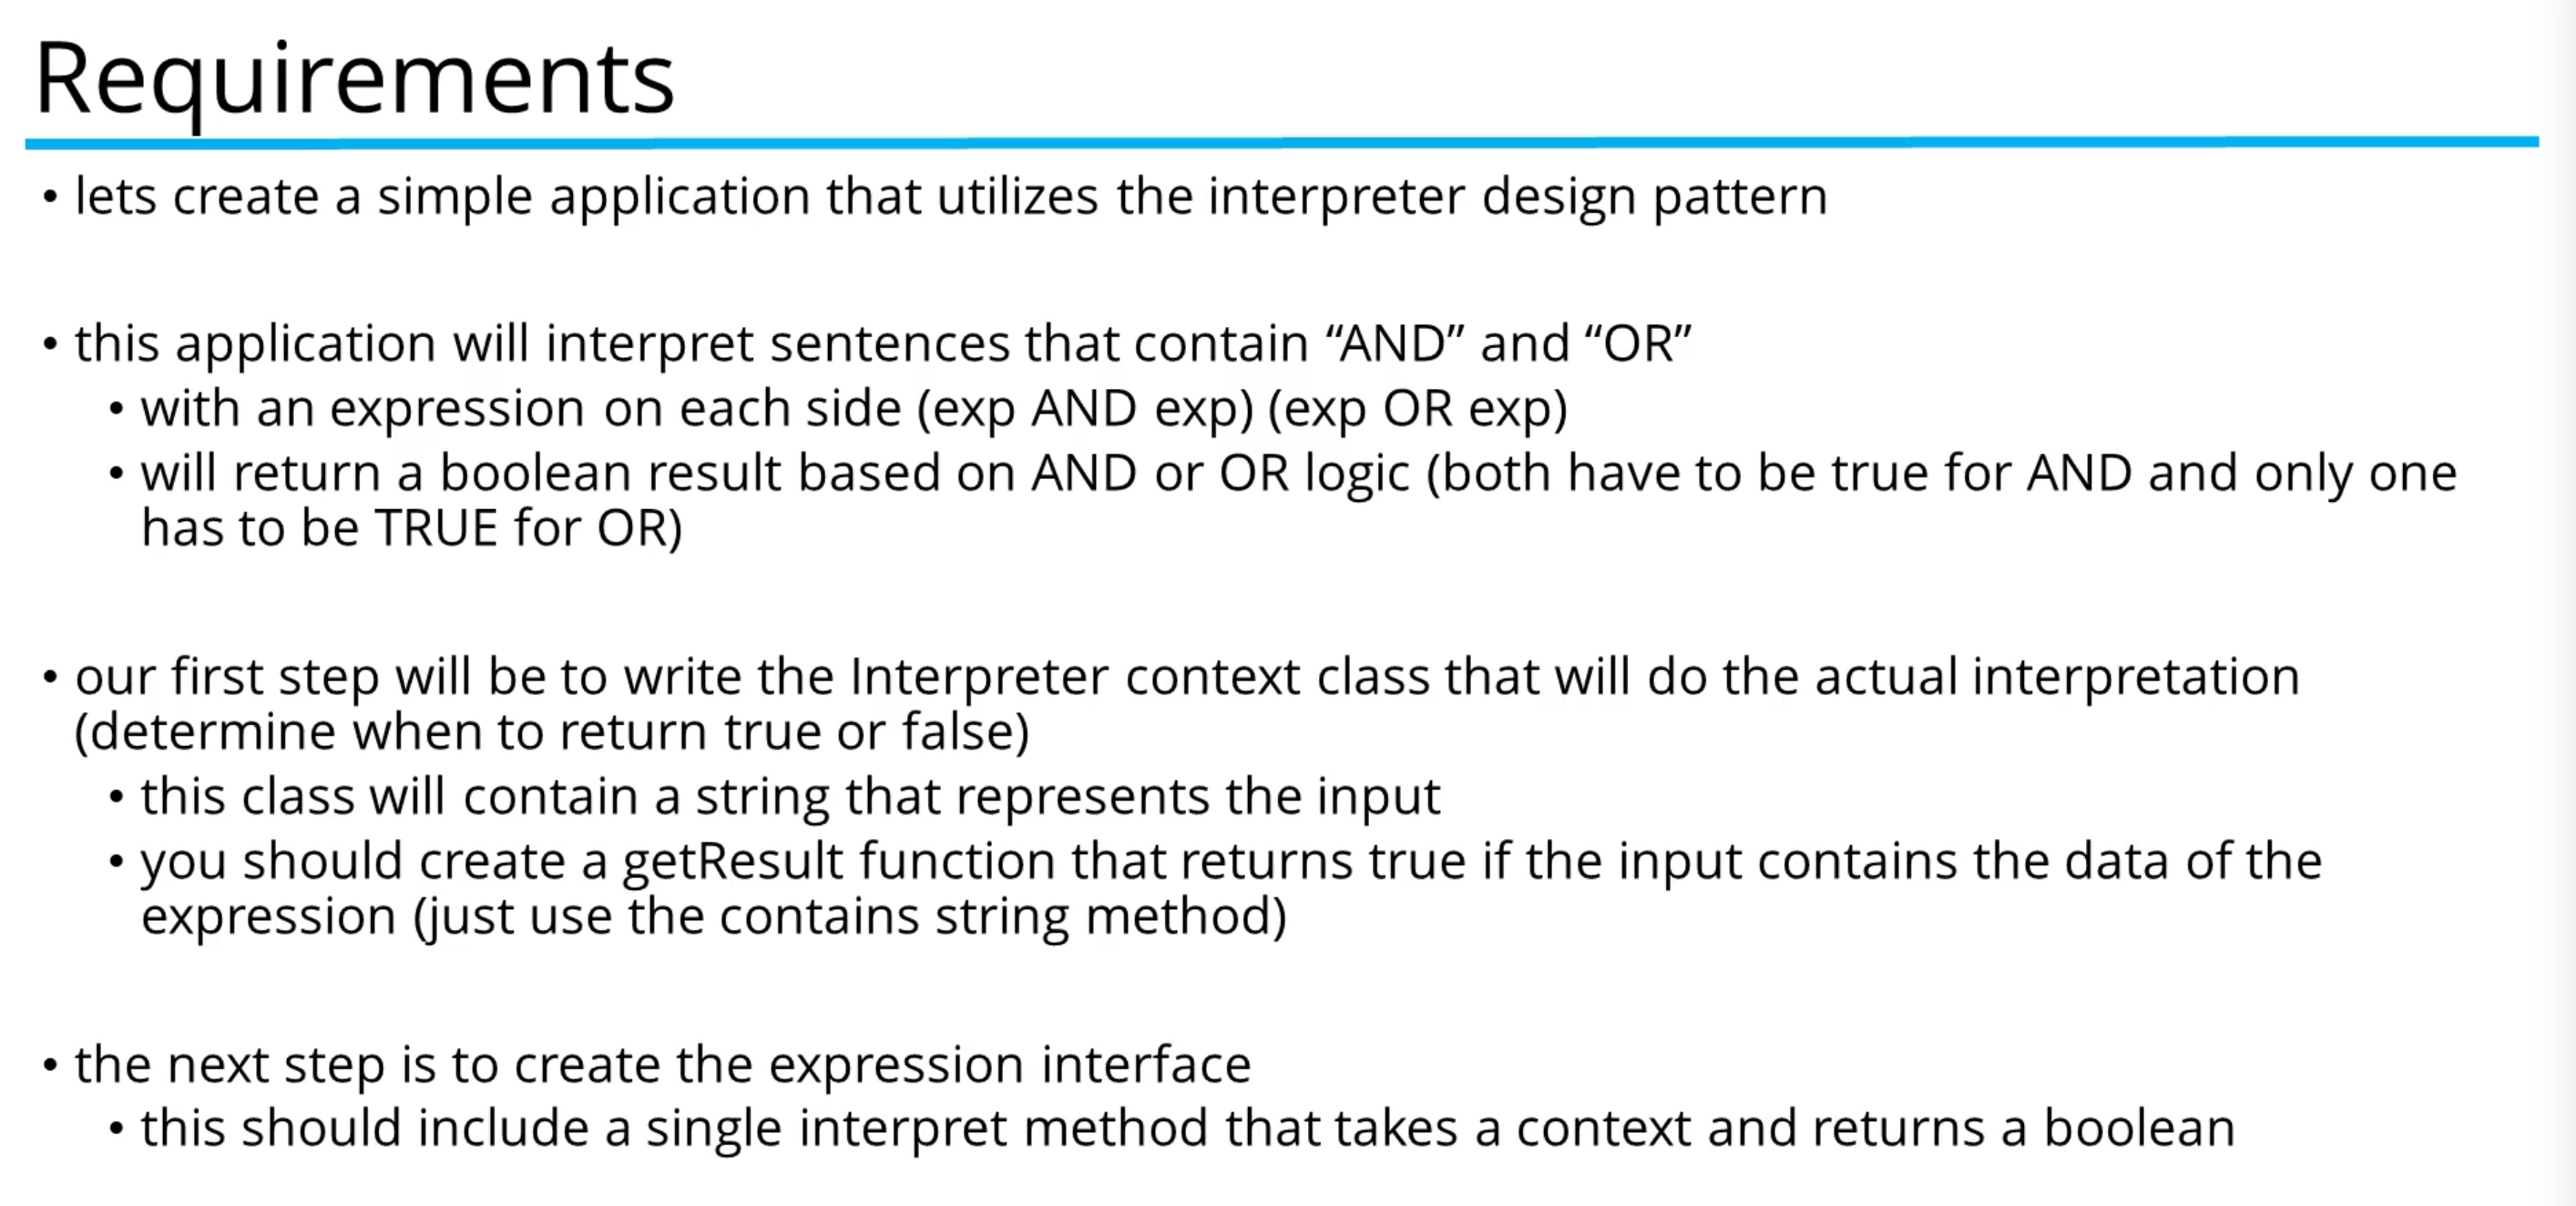 Requirements
• lets create a simple application that utilizes the interpreter design pattern
• this application will interpret sentences that contain “AND” and “OR”
• with an expression on each side (exp AND exp) (exp OR exp)
• will return a boolean result based on AND or OR logic (both have to be true for AND and only one
has to be TRUE for OR)
• our first step will be to write the Interpreter context class that will do the actual interpretation
(determine when to return true or false)
• this class will contain a string that represents the input
• you should create a getResult function that returns true if the input contains the data of the
expression (just use the contains string method)
• the next step is to create the expression interface
• this should include a single interpret method that takes a context and returns a boolean